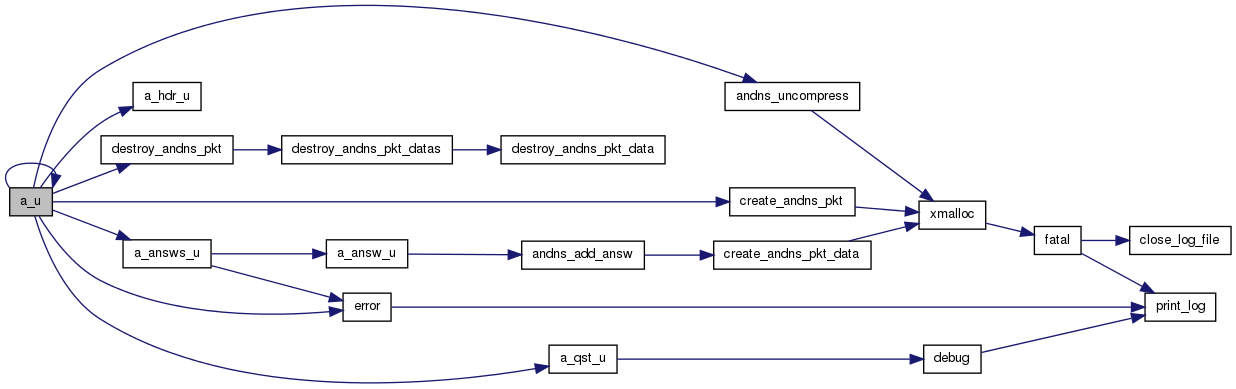 a_u
a_hdr_u
destroy_andns_pkt
destroy_andns_pkt_datas
destroy_andns_pkt_data
andns_uncompress
create_andns_pkt
xmalloc
a_answs_u
a_answ_u
andns_add_answ
create_andns_pkt_data
fatal
close_log_file
error
print_log
a_qst_u
debug